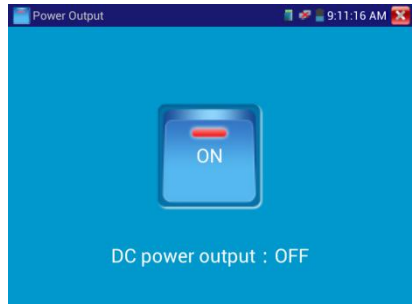 Power Output
9:11:16 AM
ON
DC power output : OFF